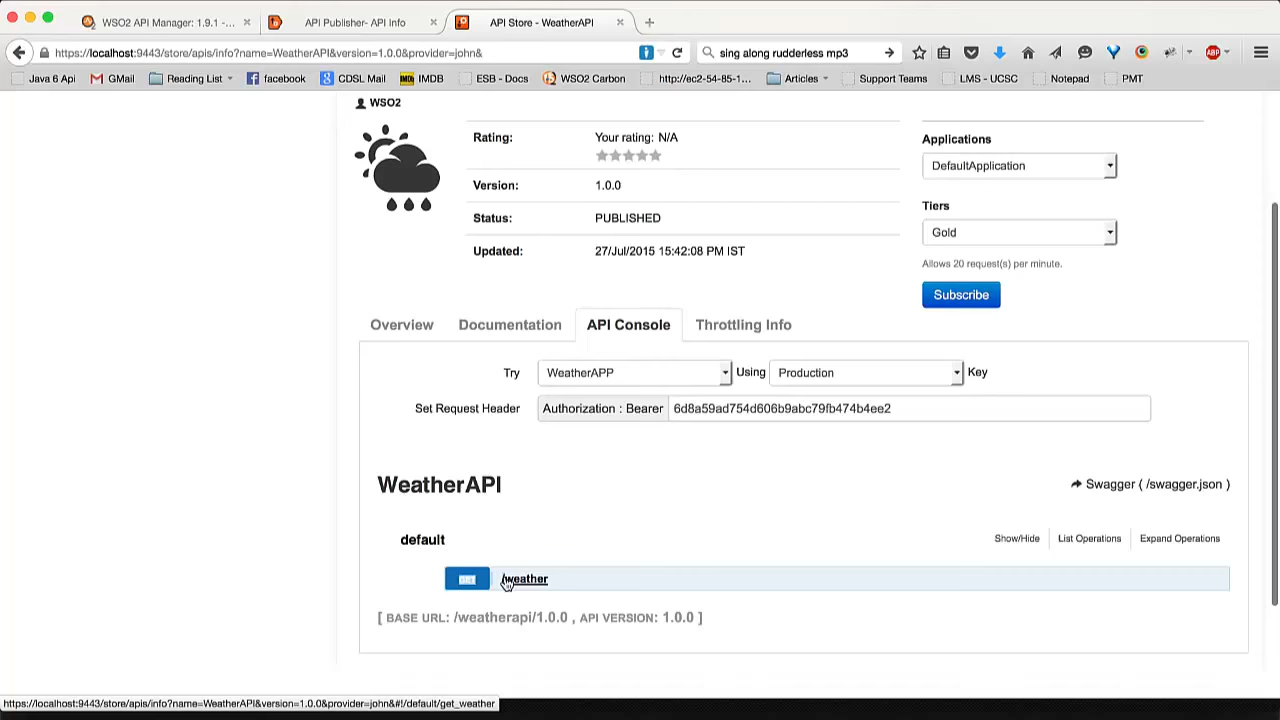 WSO2 API Manager: 1.9.1 -...
API Publisher- API Info
API Store - WeatherAPI
https://localhost:9443/store/apis/info?name=WeatherAPI&version=1.0.0&provider=john&
sing along rudderless mp3
ABP
Java 6 Api
GMail
Reading List
facebook
CDSL Mail
IMDB
ESB - Docs
WSO2 Carbon
http://ec2-54-85-1...
Articles
Support Teams
LMS - UCSC
Notepad
PMT
WSO2
Rating:
Your rating: N/A
Version:
1.0.0
Status:
PUBLISHED
Updated:
27/Jul/2015 15:42:08 PM IST
Applications
DefaultApplication
Tiers
Gold
Allows 20 request(s) per minute.
Subscribe
Overview
Documentation
API Console
Throttling Info
Try
WeatherAPP
Using
Production
Key
Set Request Header
Authorization : Bearer
6d8a59ad754d606b9abc79fb474b4ee2
WeatherAPI
Swagger ( /swagger.json )
default
Show/Hide
List Operations
Expand Operations
GET
/weather
[ BASE URL: /weatherapi/1.0.0 , API VERSION: 1.0.0 ]
https://localhost:9443/store/apis/info?name=WeatherAPI&version=1.0.0&provider=john&#!/default/get_weather